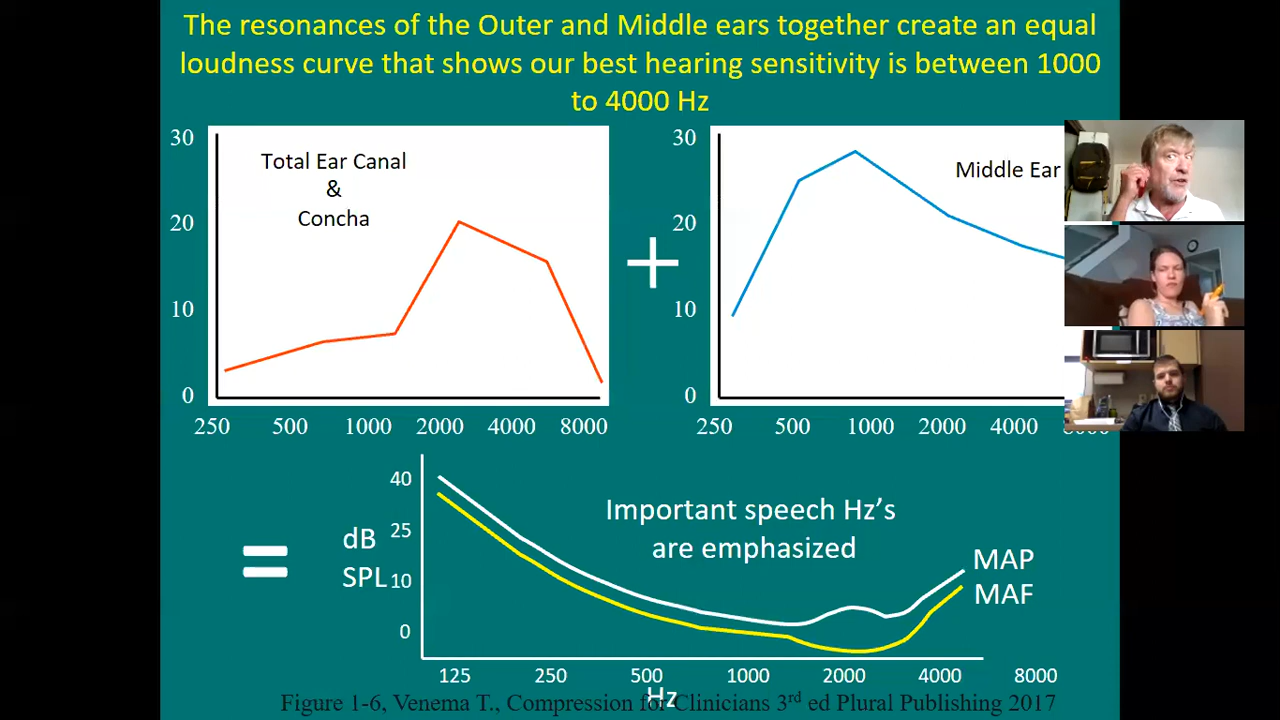 The resonances of the Outer and Middle ears together create an equal
loudness curve that shows our best hearing sensitivity is between 1000
to 4000 Hz
30
20
10
0
Total Ear Canal
&
Concha
250 500 1000 2000 4000 8000
+
30
20
10
0
Middle Ear
250 500 1000 2000 4000 8000
=
dB
SPL
40
25
10
0
Important speech Hz's
are emphasized
MAP
MAF
125 250 500 1000 2000 4000 8000
Hz
Figure 1-6, Venema T., Compression for Clinicians 3rd ed Plural Publishing 2017